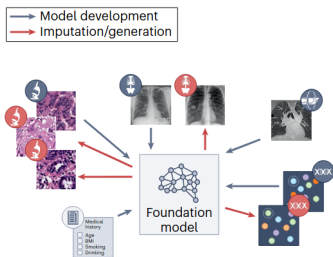 Model development
Imputation/generation
XXX
XXX
Foundation
model
Medical
history
Age
BMI
Smoking
Drinking